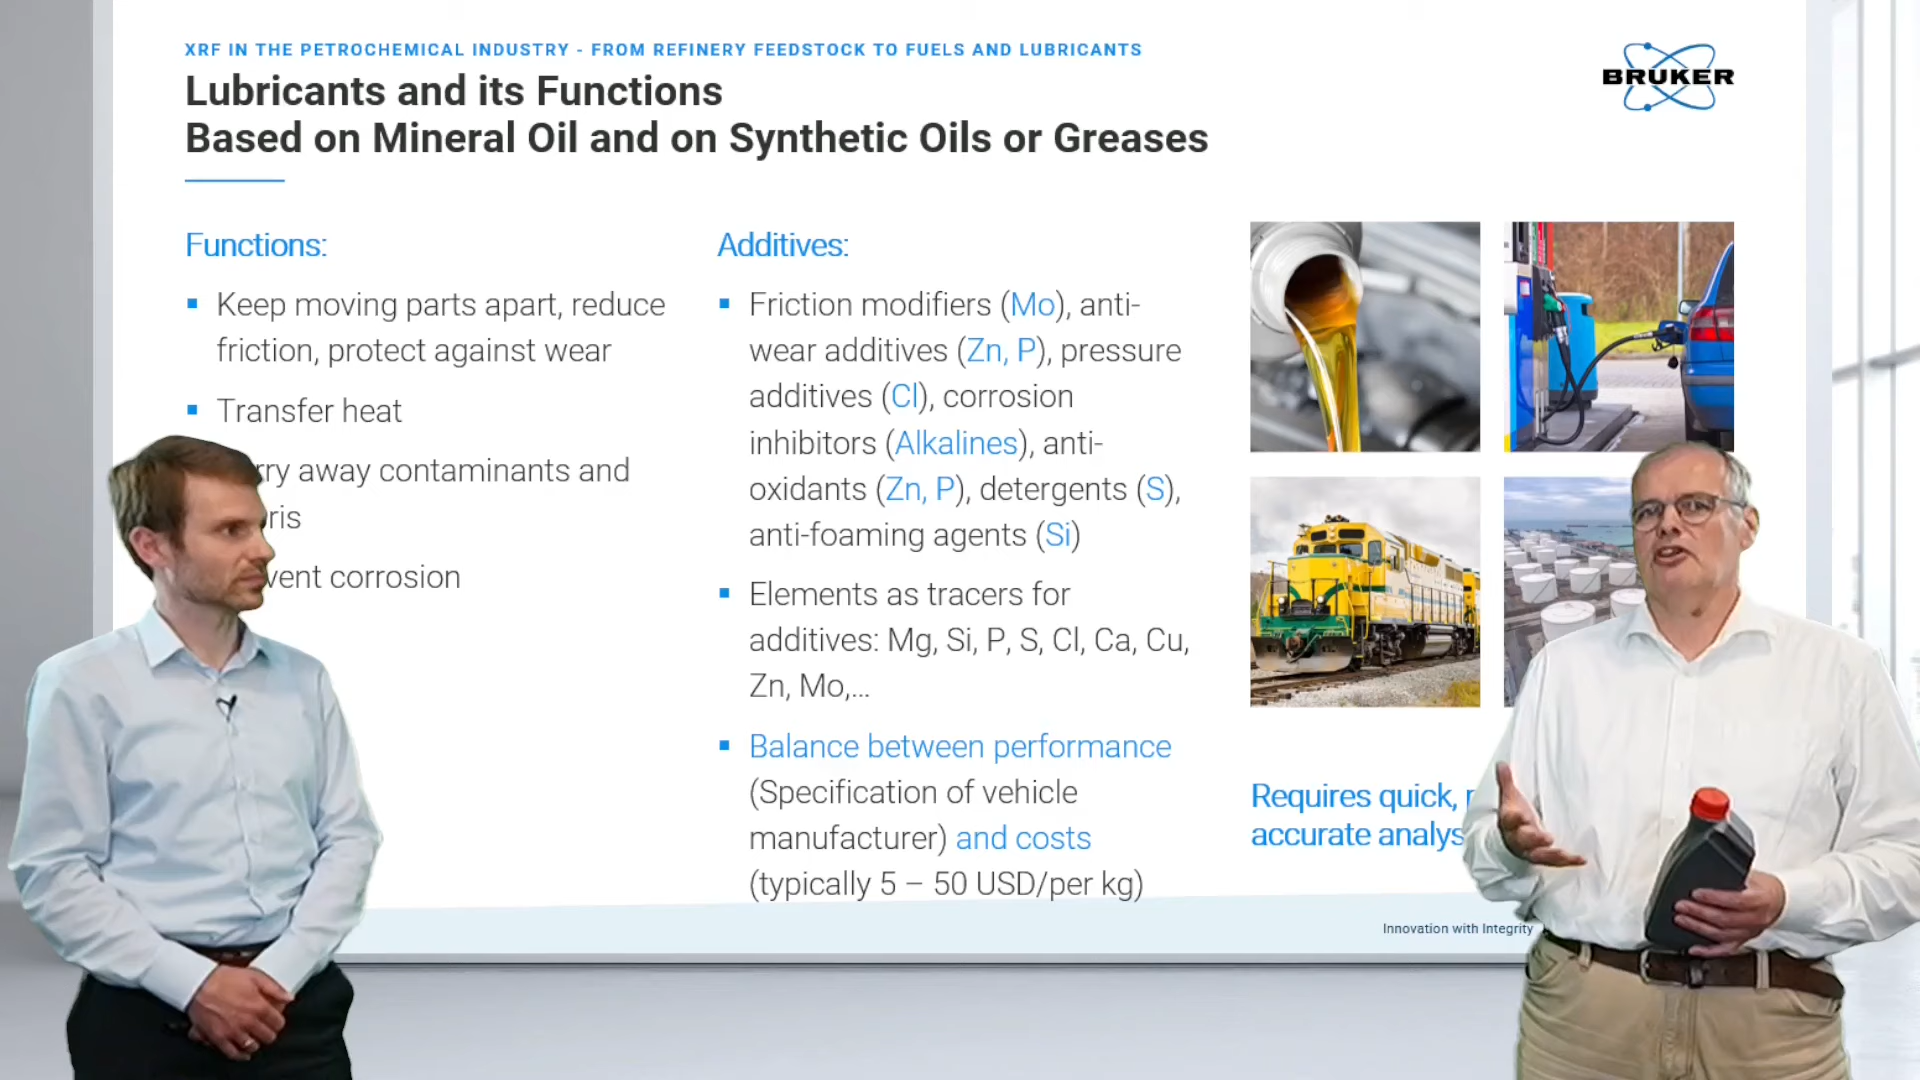 XRF IN THE PETROCHEMICAL INDUSTRY - FROM REFINERY FEEDSTOCK TO FUELS AND LUBRICANTS
BRUKER
Lubricants and its Functions
Based on Mineral Oil and on Synthetic Oils or Greases
Functions:
Keep moving parts apart, reduce
friction, protect against wear
Transfer heat
rry away contaminants and
ris
vent corrosion
Additives:
Friction modifiers (Mo), anti-
wear additives (Zn, P), pressure
additives (Cl), corrosion
inhibitors (Alkalines), anti-
oxidants (Zn, P), detergents (S),
anti-foaming agents (Si)
Elements as tracers for
additives: Mg, Si, P, S, Cl, Ca, Cu,
Zn, Mo,...
Balance between performance
(Specification of vehicle
manufacturer) and costs
(typically 5 – 50 USD/per kg)
Requires quick,
accurate analys
Innovation with Integrity